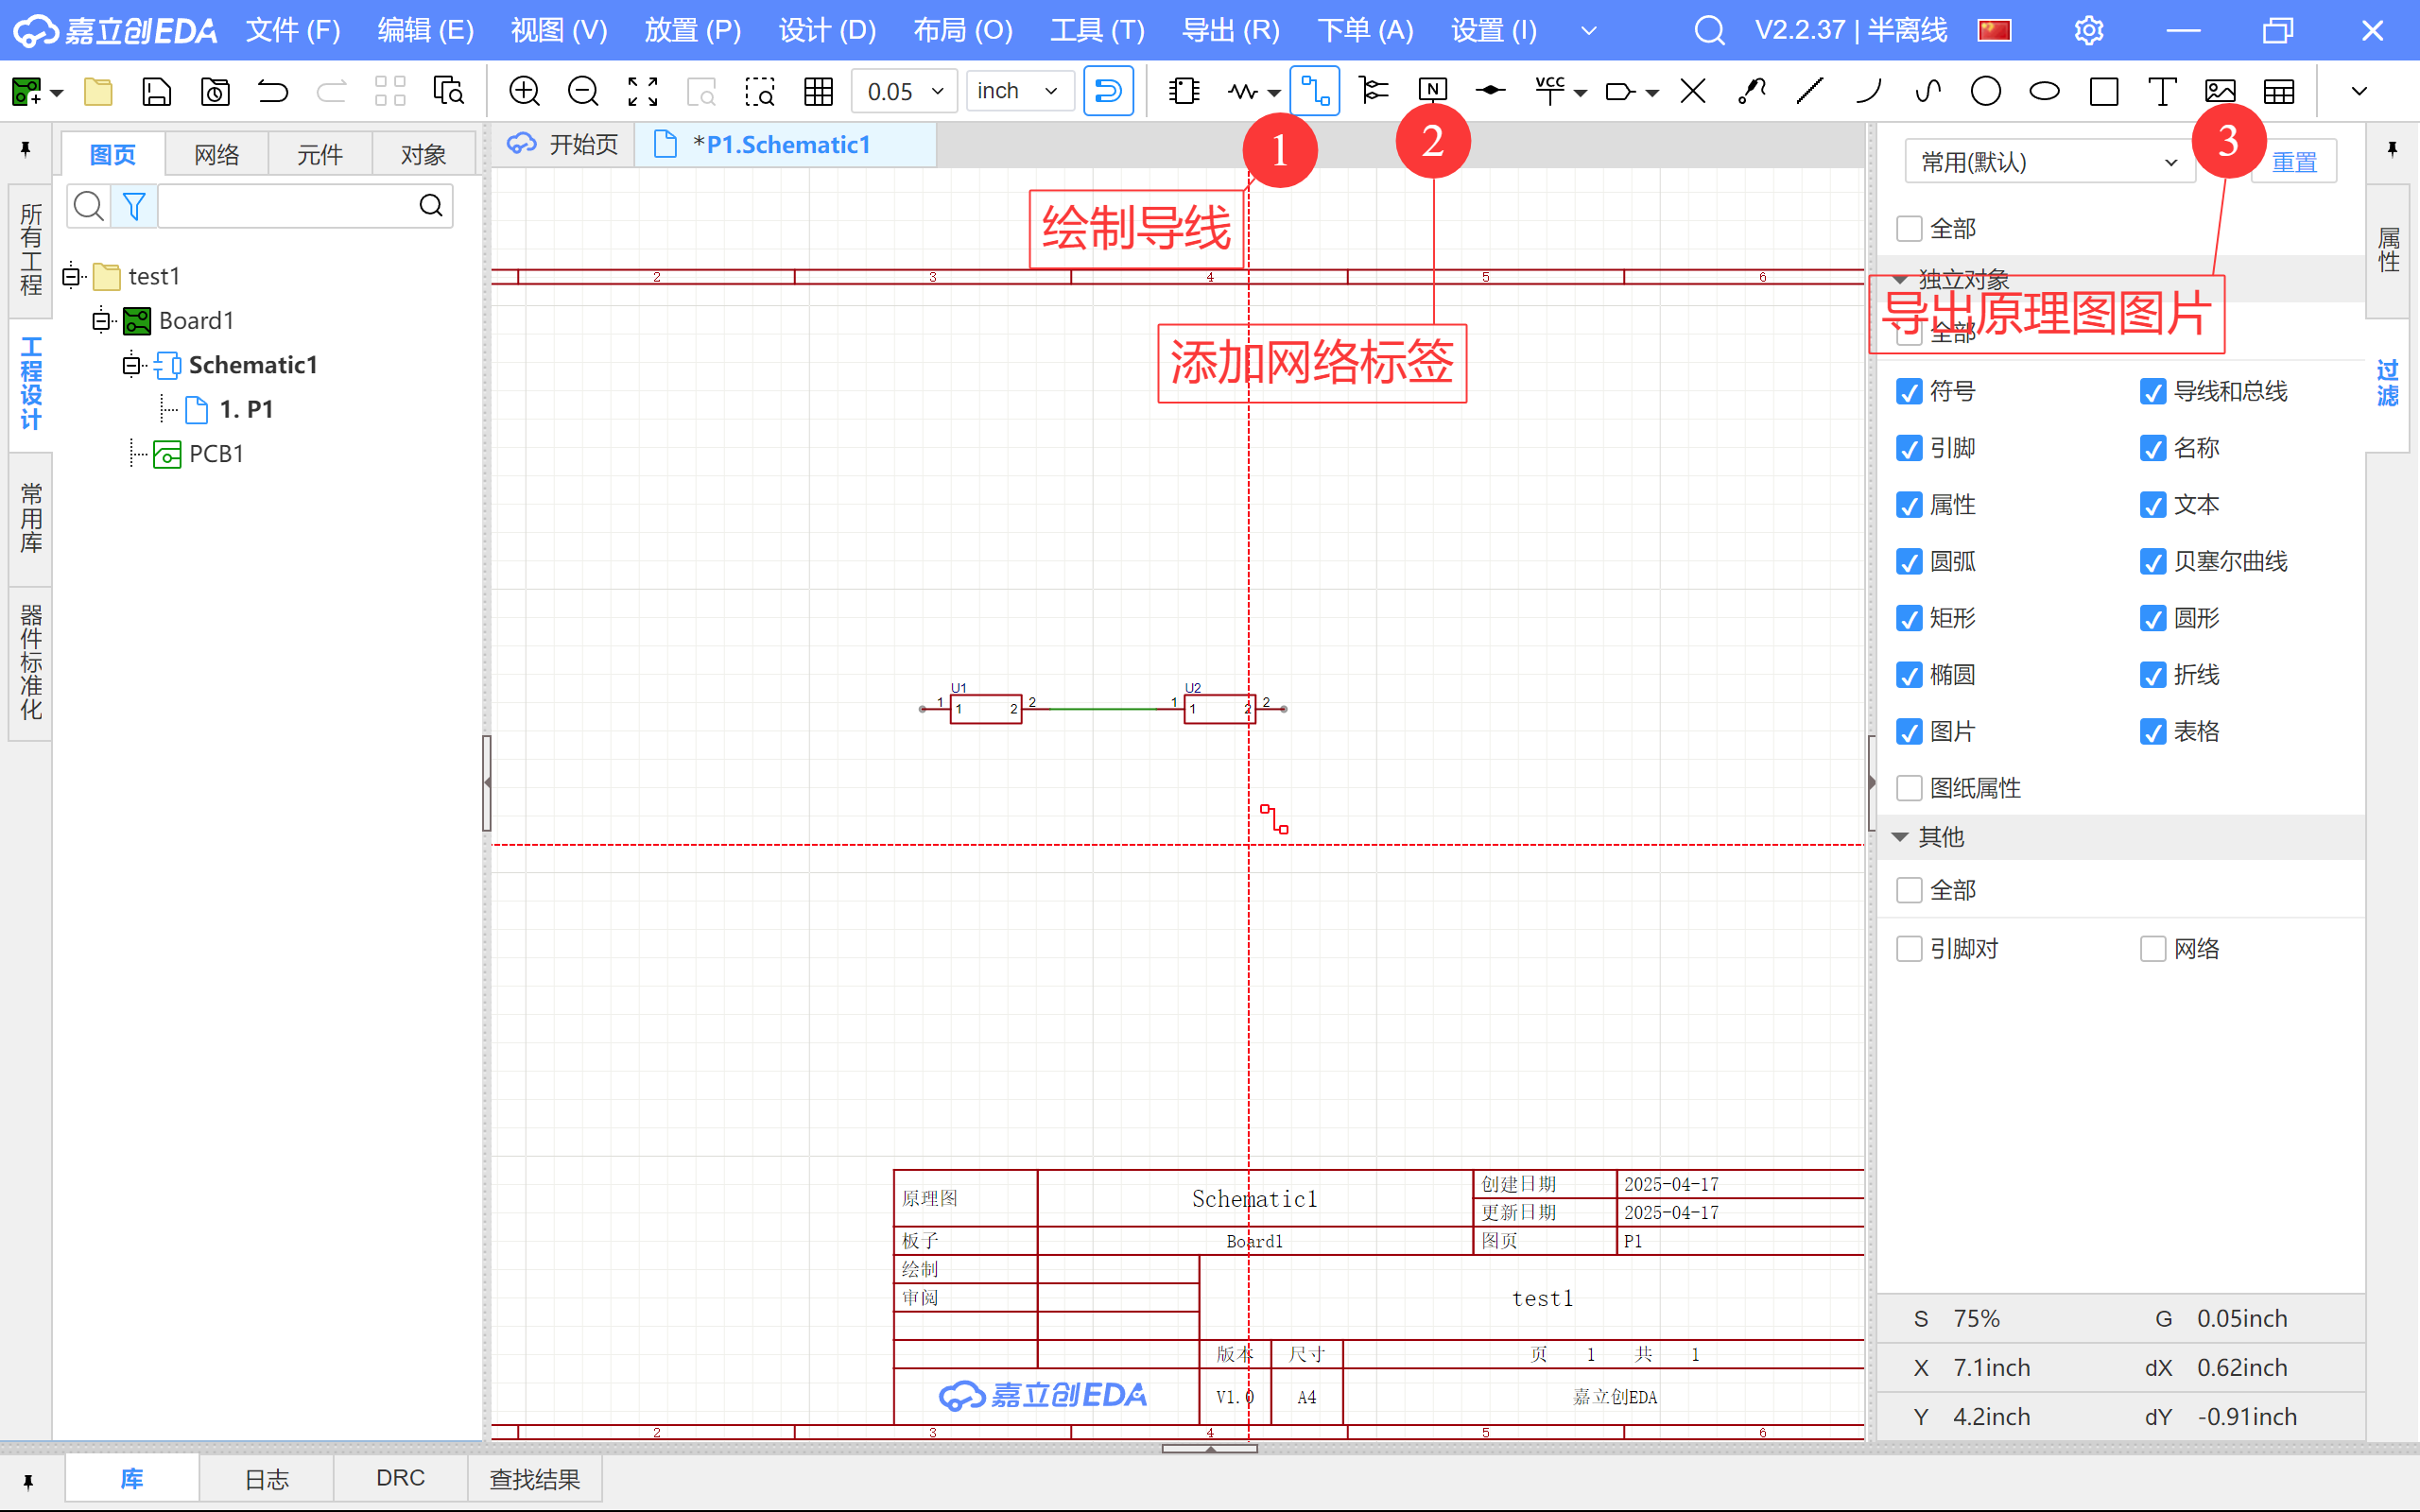 嘉立创EDA 文件 (F) 编辑 (E) 视图 (V) 放置 (P) 设计 (D) 布局 (O) 工具 (T) 导出 (R) 下单 (A) 设置 (I) V2.2.37 | 半离线
0.05 inch N VCC T
1 2 3
图页 网络 元件 对象
开始页 *P1.Schematic1
常用(默认) 重置
所有工程
工程设计
常用库
器件标准化
test1
Board1
Schematic1
1. P1
PCB1
绘制导线
添加网络标签
导出原理图图片
2 3 4 5 6
U1 U2
1 1 2 2 1 1 2 2
原理图 Schematic1 创建日期 2025-04-17
更新日期 2025-04-17
板子 Board1 图页 P1
绘制
审阅
test1
版本 尺寸 页 1 共 1
嘉立创EDA V1.0 A4 嘉立创EDA
2 3 4 5 6
全部
独立对象
全部
符号 导线和总线
引脚 名称
属性 文本
圆弧 贝塞尔曲线
矩形 圆形
椭圆 折线
图片 表格
图纸属性
其他
全部
引脚对 网络
属性
过滤
S 75% G 0.05inch
X 7.1inch dX 0.62inch
Y 4.2inch dY -0.91inch
库 日志 DRC 查找结果